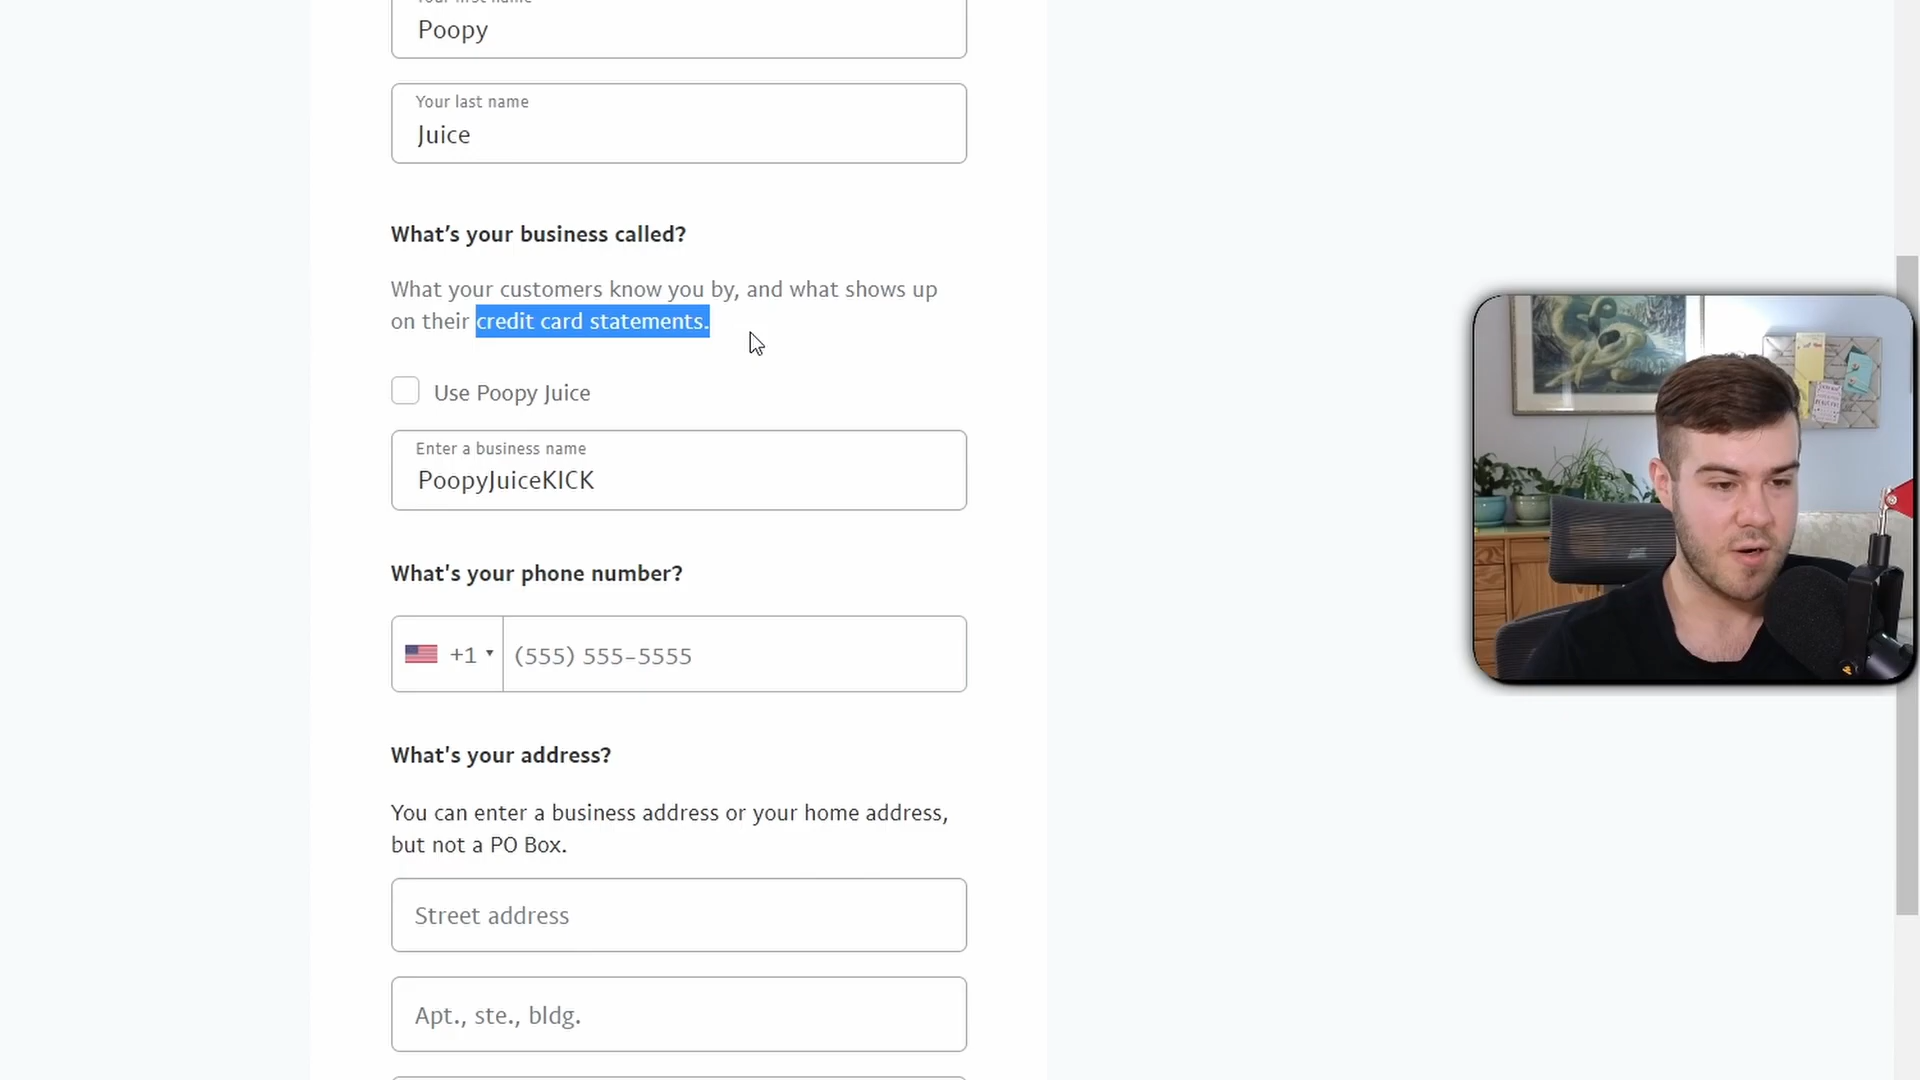 Your first name
Poopy
Your last name
Juice
What's your business called?
What your customers know you by, and what shows up
on their credit card statements.
Use Poopy Juice
Enter a business name
PoopyJuiceKICK
What's your phone number?
+1 (555) 555-5555
What's your address?
You can enter a business address or your home address,
but not a PO Box.
Street address
Apt., ste., bldg.